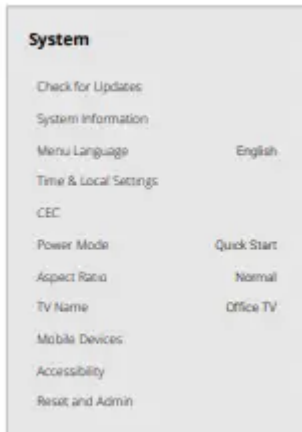 System
Check for Updates
System Information
Menu Language English
Time & Local Settings
CEC
Power Mode Quick Start
Aspect Ratio Normal
TV Name Office TV
Mobile Devices
Accessibility
Reset and Admin